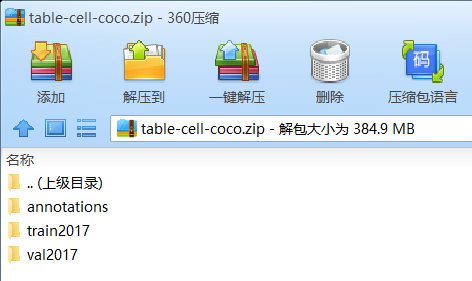 table-cell-coco.zip - 360压缩
添加 解压到 一键解压 删除 码 压缩包语言
table-cell-coco.zip - 解包大小为 384.9 MB
名称
.. (上级目录)
annotations
train2017
val2017